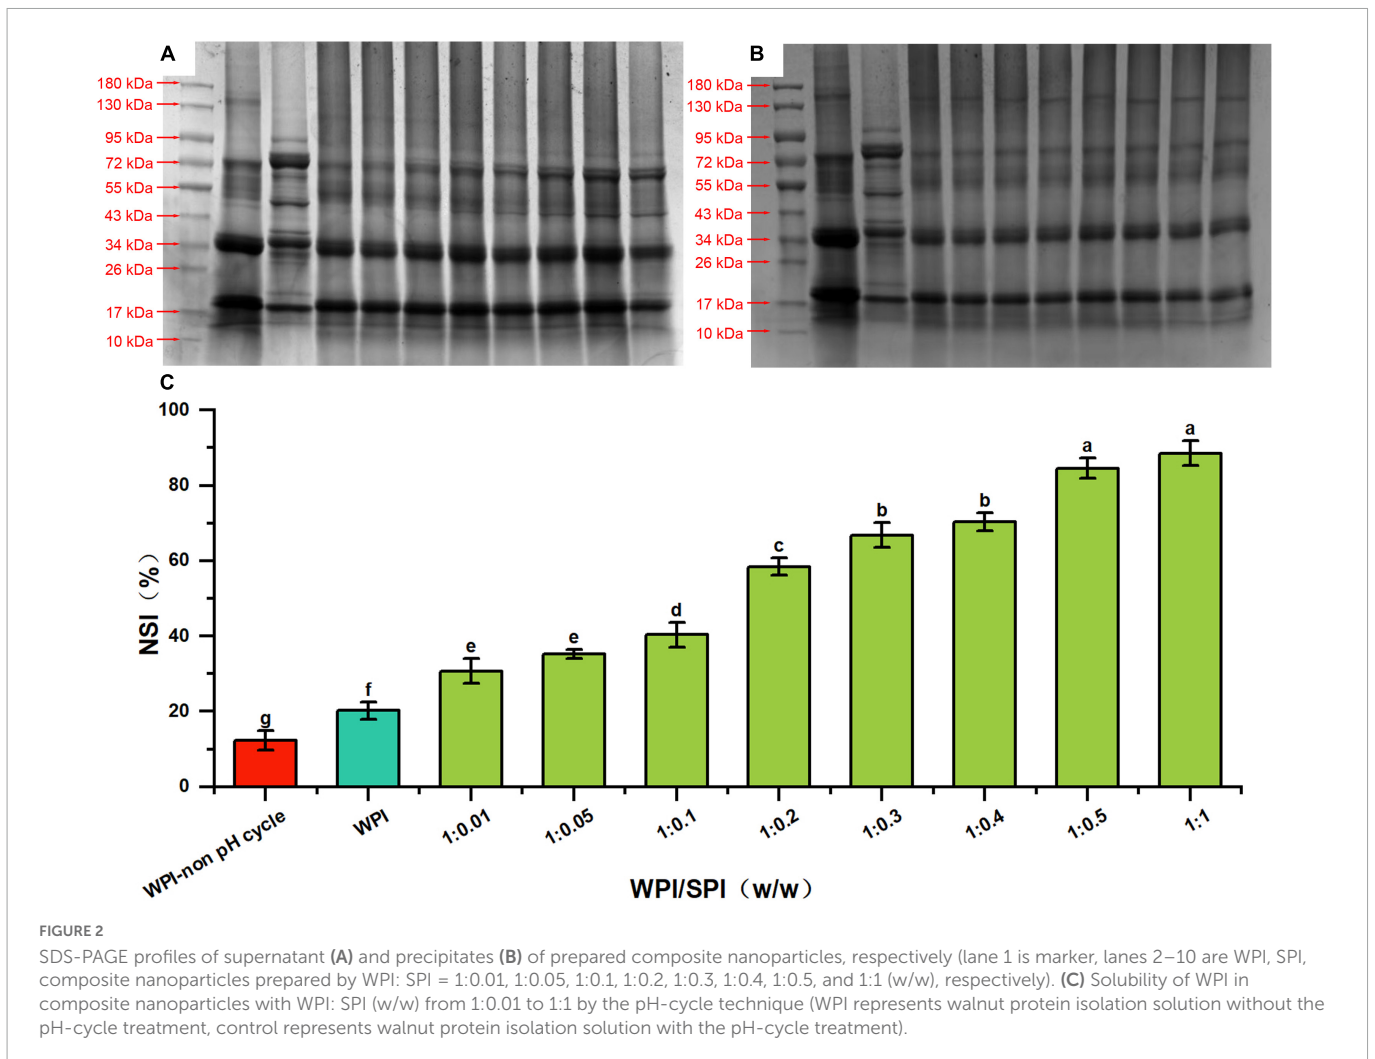 A
180 kDa
130 kDa
95 kDa
72 kDa
55 kDa
43 kDa
34 kDa
26 kDa
17 kDa
10 kDa
B
180 kDa
130 kDa
95 kDa
72 kDa
55 kDa
43 kDa
34 kDa
26 kDa
17 kDa
10 kDa
C
100
80
60
40
20
0
NSI（%）
g
f
e
e
d
c
b
b
a
a
WPI-non pH cycle
WPI
1:0.01
1:0.05
1:0.1
1:0.2
1:0.3
1:0.4
1:0.5
1:1
WPI/SPI（w/w）
FIGURE 2
SDS-PAGE profiles of supernatant (A) and precipitates (B) of prepared composite nanoparticles, respectively (lane 1 is marker, lanes 2–10 are WPI, SPI,
composite nanoparticles prepared by WPI: SPI = 1:0.01, 1:0.05, 1:0.1, 1:0.2, 1:0.3, 1:0.4, 1:0.5, and 1:1 (w/w), respectively). (C) Solubility of WPI in
composite nanoparticles with WPI: SPI (w/w) from 1:0.01 to 1:1 by the pH-cycle technique (WPI represents walnut protein isolation solution without the
pH-cycle treatment, control represents walnut protein isolation solution with the pH-cycle treatment).